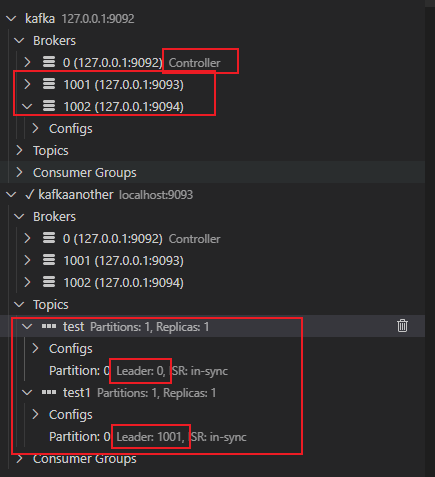 kafka 127.0.0.1:9092
Brokers
0 (127.0.0.1:9092) Controller
1001 (127.0.0.1:9093)
1002 (127.0.0.1:9094)
Configs
Topics
Consumer Groups
✓ kafkaanother localhost:9093
Brokers
0 (127.0.0.1:9092) Controller
1001 (127.0.0.1:9093)
1002 (127.0.0.1:9094)
Topics
test Partitions: 1, Replicas: 1
Configs
Partition: 0 Leader: 0, ISR: in-sync
test1 Partitions: 1, Replicas: 1
Configs
Partition: 0 Leader: 1001, ISR: in-sync
Consumer Groups